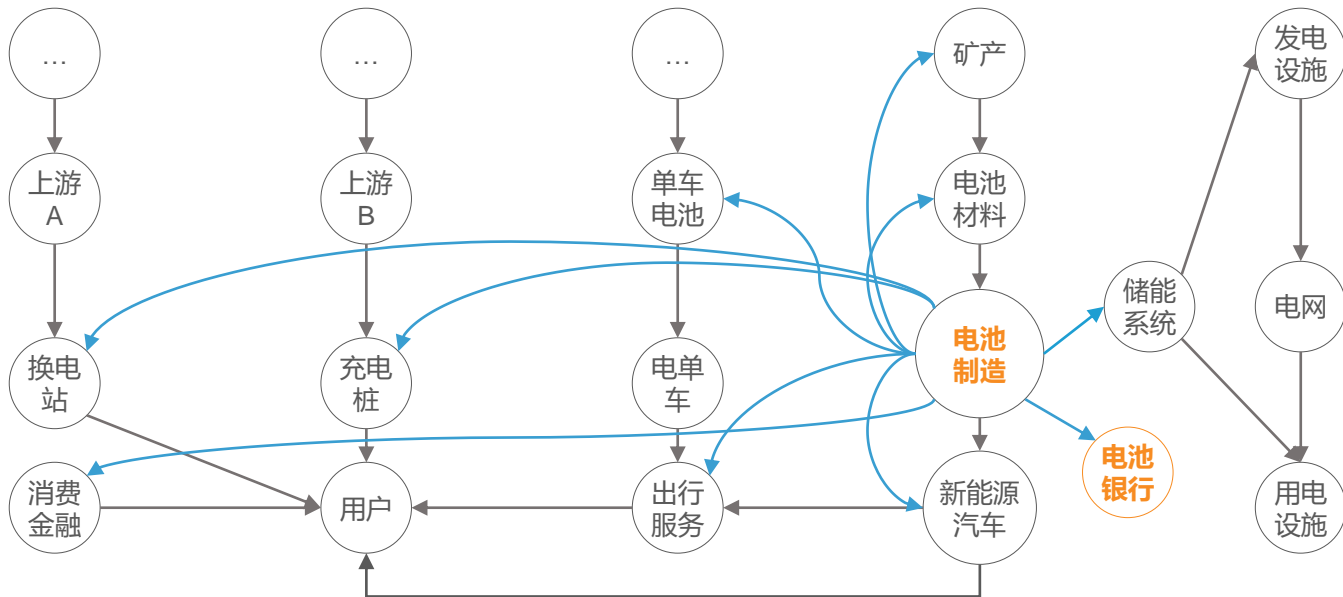 …
…
…
矿产
发电
设施
上游
A
上游
B
单车
电池
电池
材料
储能
系统
电网
换电
站
充电
桩
电单
车
电池
制造
电池
银行
消费
金融
用户
出行
服务
新能源
汽车
用电
设施